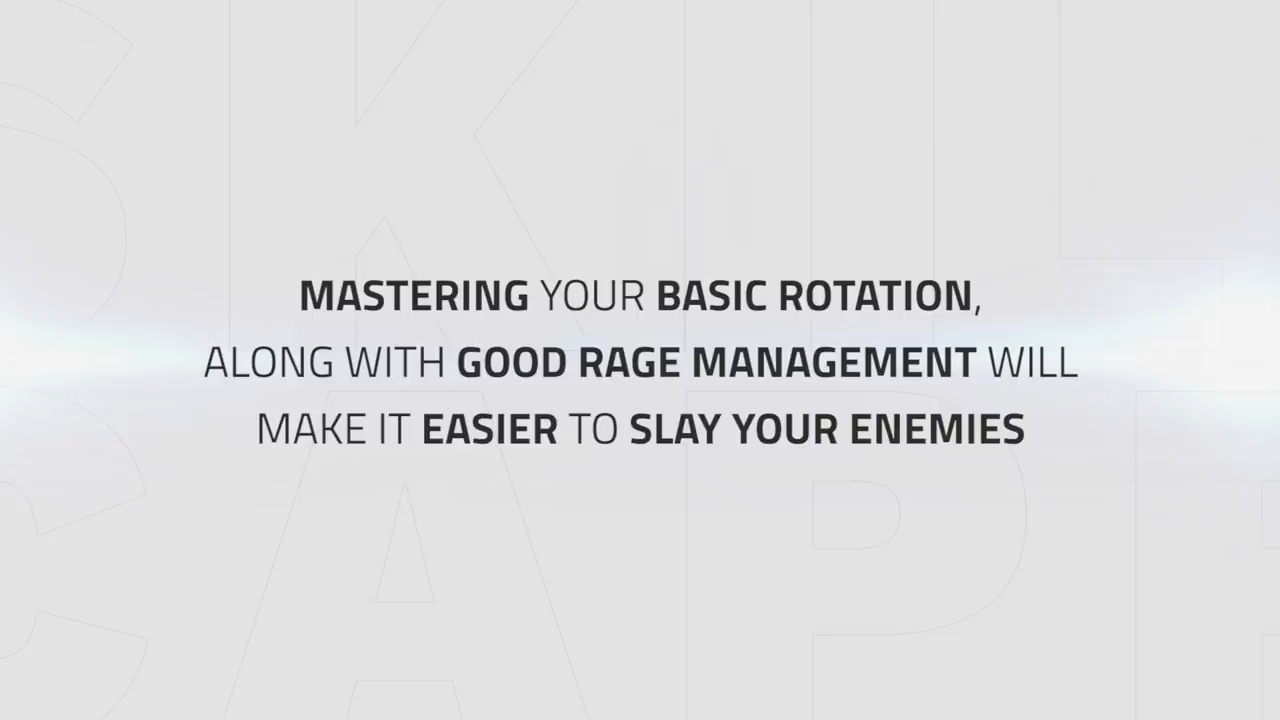 MASTERING YOUR BASIC ROTATION,
ALONG WITH GOOD RAGE MANAGEMENT WILL
MAKE IT EASIER TO SLAY YOUR ENEMIES